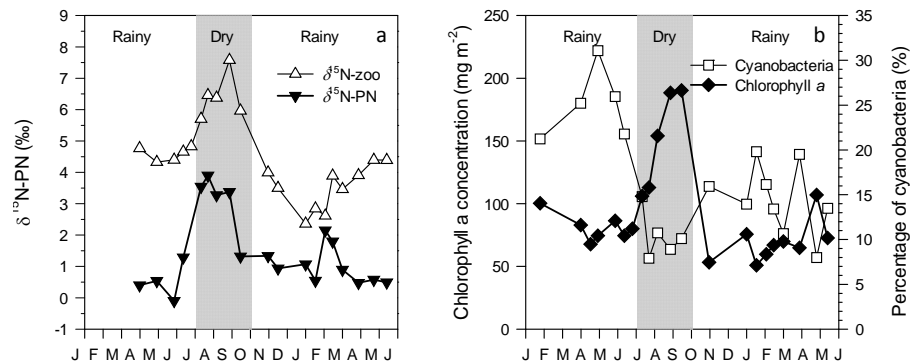 Rainy Dry Rainy a
δ¹⁵N-zoo
δ¹⁵N-PN
δ ¹⁵N-PN (‰)
9
8
7
6
5
4
3
2
1
0
-1
J F M A M J J A S O N D J F M A M J
Rainy Dry Rainy b
Cyanobacteria
Chlorophyll a
Chlorophyll a concentration (mg m⁻²)
250
200
150
100
50
0
Percentage of cyanobacteria (%)
35
30
25
20
15
10
5
0
J F M A M J J A S O N D J F M A M J